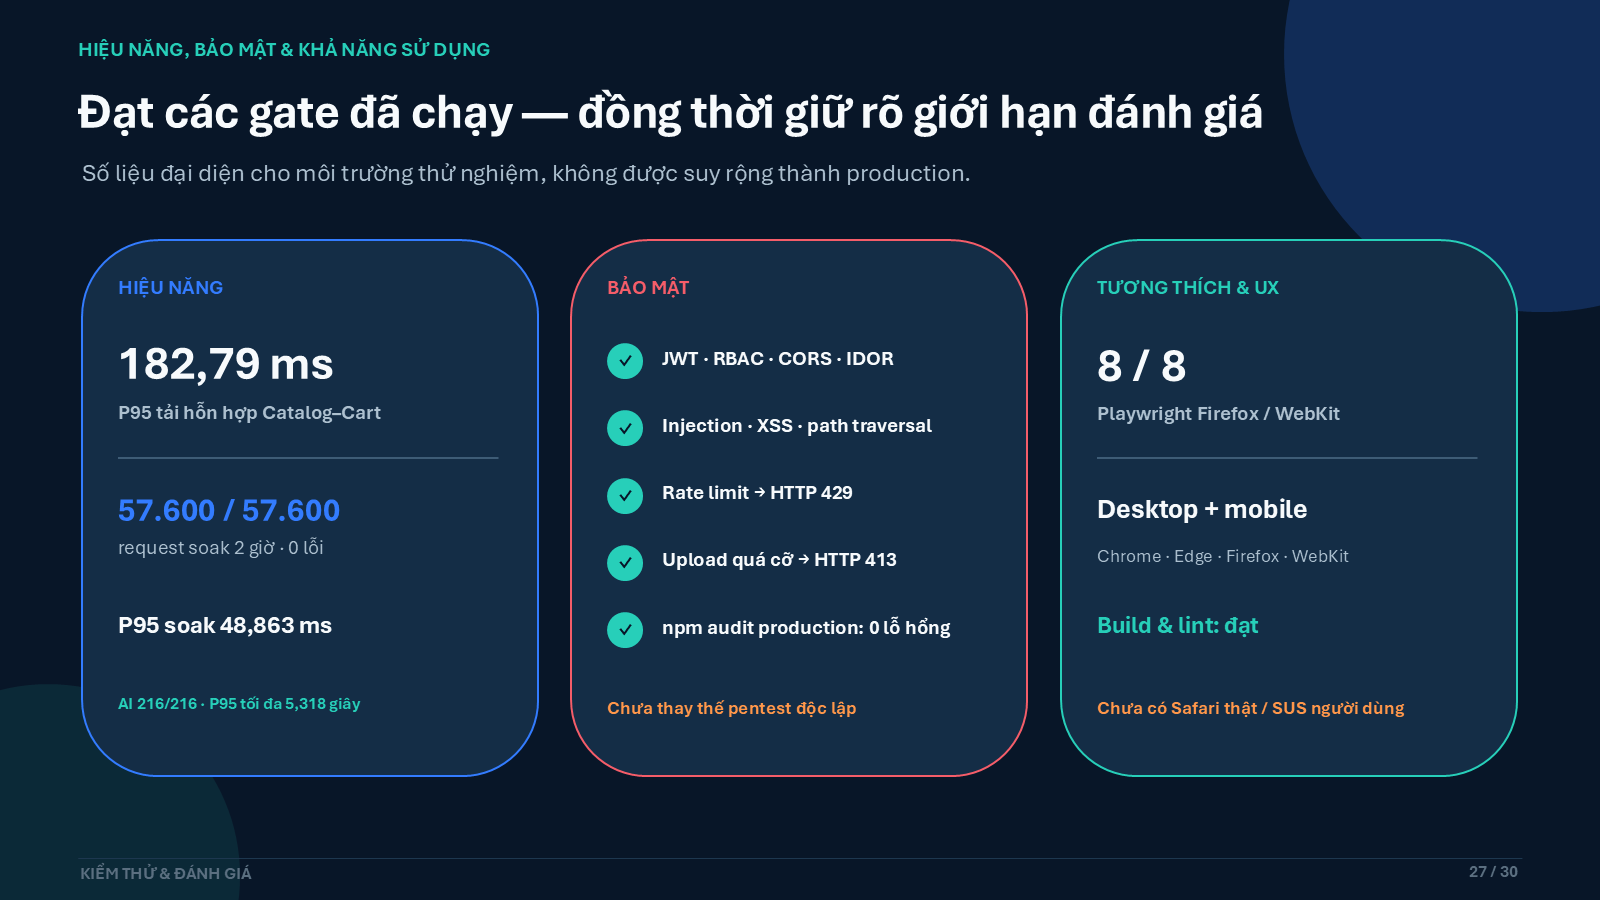 HIỆU NĂNG, BẢO MẬT & KHẢ NĂNG SỬ DỤNG
Đạt các gate đã chạy — đồng thời giữ rõ giới hạn đánh giá
Số liệu đại diện cho môi trường thử nghiệm, không được suy rộng thành production.
HIỆU NĂNG
182,79 ms
P95 tải hỗn hợp Catalog–Cart
57.600 / 57.600
request soak 2 giờ · 0 lỗi
P95 soak 48,863 ms
AI 216/216 · P95 tối đa 5,318 giây
BẢO MẬT
JWT · RBAC · CORS · IDOR
Injection · XSS · path traversal
Rate limit → HTTP 429
Upload quá cỡ → HTTP 413
npm audit production: 0 lỗ hổng
Chưa thay thế pentest độc lập
TƯƠNG THÍCH & UX
8 / 8
Playwright Firefox / WebKit
Desktop + mobile
Chrome · Edge · Firefox · WebKit
Build & lint: đạt
Chưa có Safari thật / SUS người dùng
KIỂM THỬ & ĐÁNH GIÁ
27 / 30